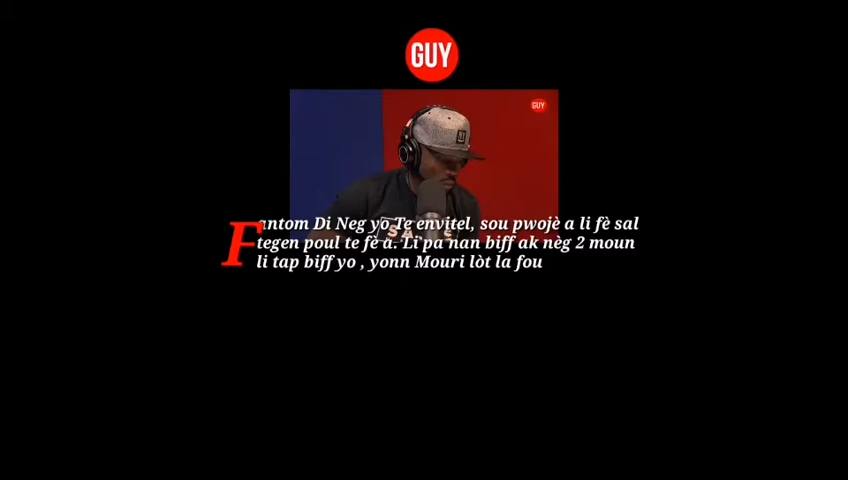 GUY
GUY
Fantom Di Neg yo Te envitel, sou pwojè a li fè sal
tegen poul te fè a. Li pa nan biff ak nèg 2 moun
li tap biff yo , yonn Mouri lòt la fou